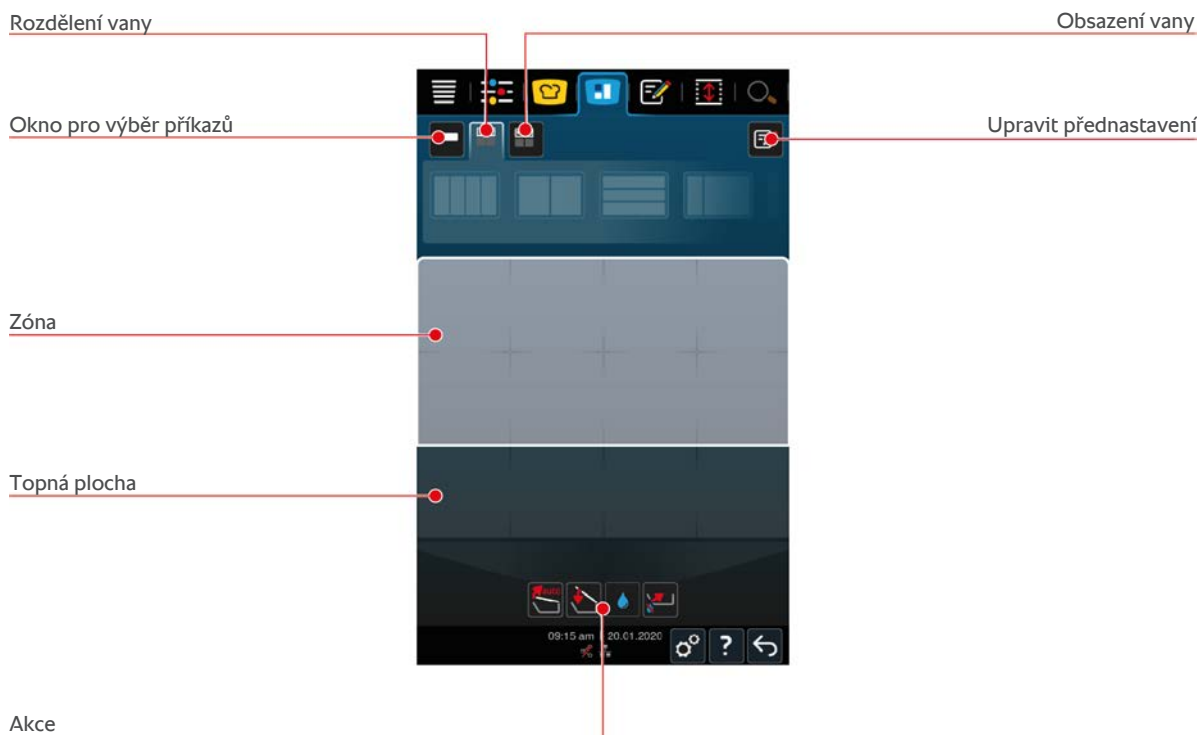 Rozdělení vany
Obsazení vany
Okno pro výběr příkazů
Upravit přednastavení
Zóna
Topná plocha
auto
09:15 am | 20.01.2020
?
Akce